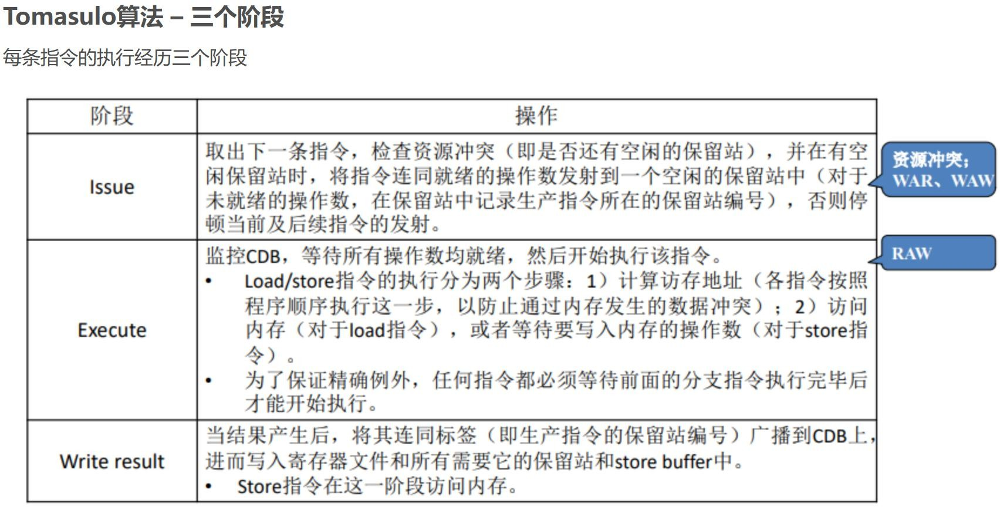 Tomasulo算法 – 三个阶段
每条指令的执行经历三个阶段
阶段
操作
Issue
取出下一条指令，检查资源冲突（即是否还有空闲的保留站），并在有空
闲保留站时，将指令连同就绪的操作数发射到一个空闲的保留站中（对于
未就绪的操作数，在保留站中记录生产指令所在的保留站编号），否则停
顿当前及后续指令的发射。
资源冲突；
WAR、WAW
Execute
监控CDB，等待所有操作数均就绪，然后开始执行该指令。
• Load/store指令的执行分为两个步骤：1）计算访存地址（各指令按照
程序顺序执行这一步，以防止通过内存发生的数据冲突）；2）访问
内存（对于load指令），或者等待要写入内存的操作数（对于store指
令）。
• 为了保证精确例外，任何指令都必须等待前面的分支指令执行完毕后
才能开始执行。
RAW
Write result
当结果产生后，将其连同标签（即生产指令的保留站编号）广播到CDB上，
进而写入寄存器文件和所有需要它的保留站和store buffer中。
• Store指令在这一阶段访问内存。